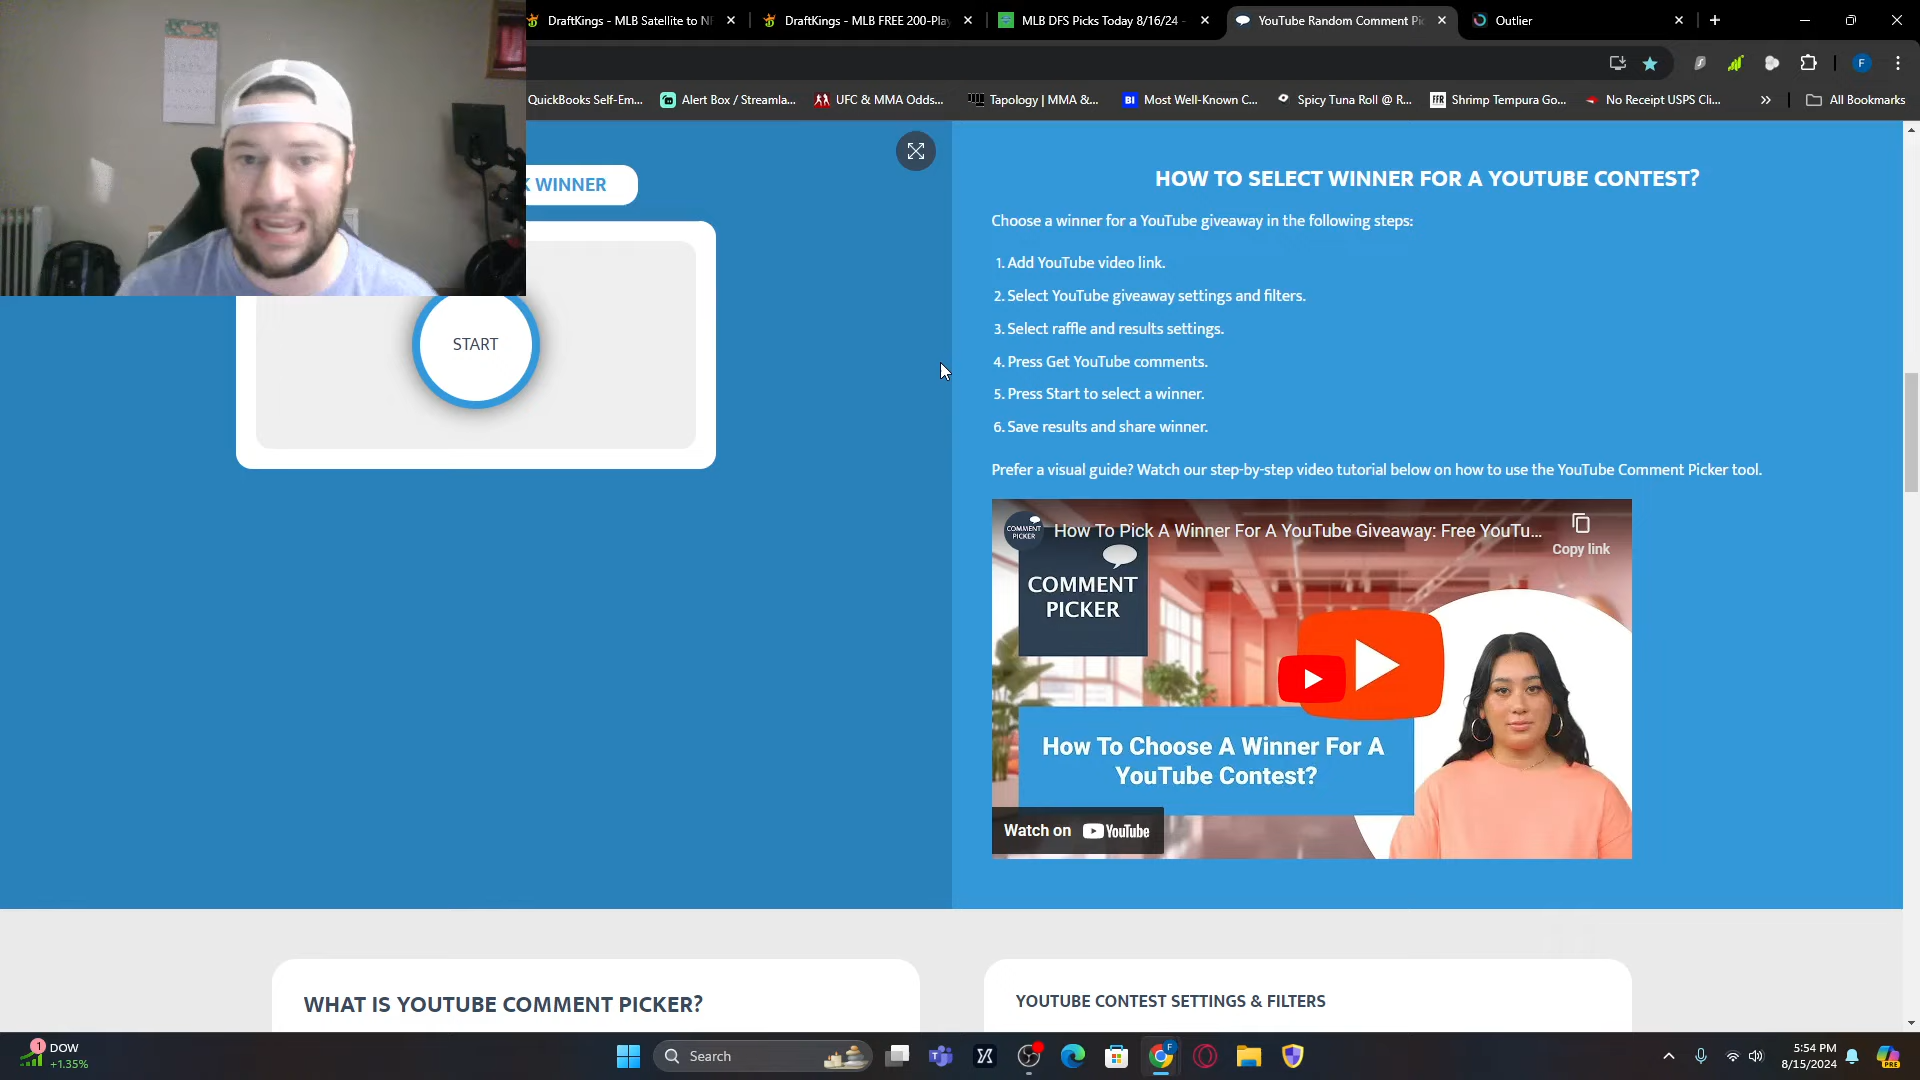 DraftKings - MLB Satellite to NF
DraftKings - MLB FREE 200-Play
MLB DFS Picks Today 8/16/24 -
YouTube Random Comment Pic
Outlier
F
QuickBooks Self-Em...
Alert Box / Streamla...
UFC & MMA Odds...
Tapology | MMA &...
BI
Most Well-Known C...
Spicy Tuna Roll @ R...
FFR
Shrimp Tempura Go...
No Receipt USPS Cli...
All Bookmarks
K WINNER
START
HOW TO SELECT WINNER FOR A YOUTUBE CONTEST?
Choose a winner for a YouTube giveaway in the following steps:
1. Add YouTube video link.
2. Select YouTube giveaway settings and filters.
3. Select raffle and results settings.
4. Press Get YouTube comments.
5. Press Start to select a winner.
6. Save results and share winner.
Prefer a visual guide? Watch our step-by-step video tutorial below on how to use the YouTube Comment Picker tool.
COMMENT
PICKER
How To Pick A Winner For A YouTube Giveaway: Free YouTu...
Copy link
COMMENT
PICKER
How To Choose A Winner For A
YouTube Contest?
Watch on YouTube
WHAT IS YOUTUBE COMMENT PICKER?
YOUTUBE CONTEST SETTINGS & FILTERS
1
DOW
+1.35%
Search
F
5:54 PM
8/15/2024
PRE